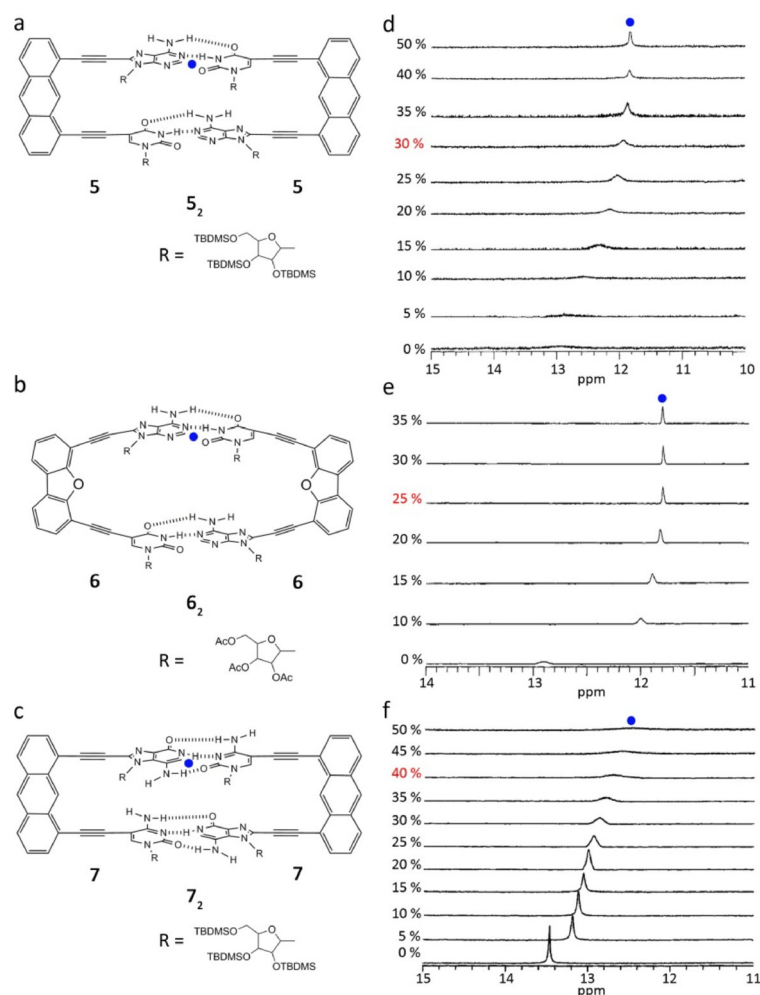 a
N
N
H
H
O
N
N
N
H
N
R
O
N
R
O
H
N
H
N
H
N
N
N
N
O
R
N
R
5
5₂
5
R =
TBDMSO
O
TBDMSO
OTBDMS
b
H
N
H
O
N
N
N
N
H
N
R
O
N
R
O
O
O
H
N
H
N
H
N
N
N
N
O
R
N
R
6
6₂
6
R =
AcO
O
AcO
OAc
c
O
H
N
H
N
N
N
H
N
R
H
N
H
O
N
R
H
N
H
O
N
H
N
N
N
N
O
R
H
N
H
R
7
7₂
7
R =
TBDMSO
O
TBDMSO
OTBDMS
d
50 %
40 %
35 %
30 %
25 %
20 %
15 %
10 %
5 %
0 %
15 14 13 12 11 10
ppm
e
35 %
30 %
25 %
20 %
15 %
10 %
0 %
14 13 12 11
ppm
f
50 %
45 %
40 %
35 %
30 %
25 %
20 %
15 %
10 %
5 %
0 %
15 14 13 12 11
ppm